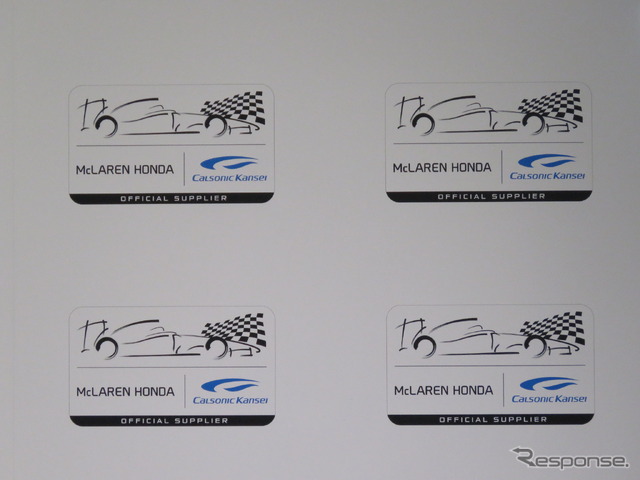 McLAREN HONDA
CALSONIC KANSEI
OFFICIAL SUPPLIER
McLAREN HONDA
CALSONIC KANSEI
OFFICIAL SUPPLIER
McLAREN HONDA
CALSONIC KANSEI
OFFICIAL SUPPLIER
McLAREN HONDA
CALSONIC KANSEI
OFFICIAL SUPPLIER
Response.